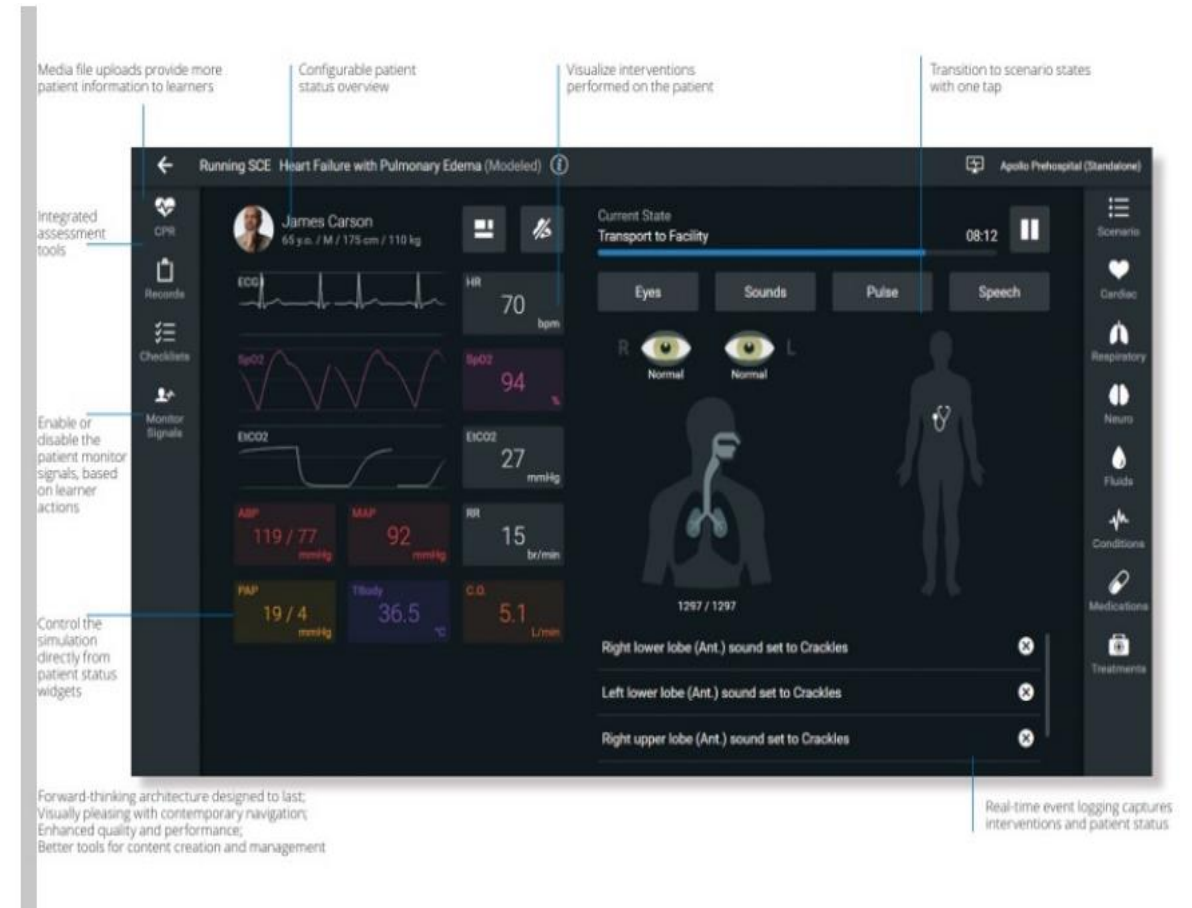 Media file uploads provide more
patient information to learners
Configurable patient
status overview
Visualize interventions
performed on the patient
Transition to scenario states
with one tap
Integrated
assessment
tools
Enable or
disable the
patient monitor
signals, based
on learner
actions
Control the
simulation
directly from
patient status
widgets
Running SCE Heart Failure with Pulmonary Edema (Modeled)
Apollo Prehospital (Standalone)
CPR
Records
Checklists
Monitor
Signals
James Carson
65 y.o. / M / 175 cm / 110 kg
ECG
HR
70
bpm
SpO2
SpO2
94
%
EtCO2
EtCO2
27
mmHg
ABP
119 / 77
mmHg
MAP
92
mmHg
RR
15
br/min
PAP
19 / 4
mmHg
TBody
36.5
°C
C.O.
5.1
L/min
Current State
Transport to Facility
08:12
Eyes
Sounds
Pulse
Speech
R
L
Normal
Normal
1297 / 1297
Right lower lobe (Ant.) sound set to Crackles
Left lower lobe (Ant.) sound set to Crackles
Right upper lobe (Ant.) sound set to Crackles
Scenario
Cardiac
Respiratory
Neuro
Fluids
Conditions
Medications
Treatments
Forward-thinking architecture designed to last;
Visually pleasing with contemporary navigation;
Enhanced quality and performance;
Better tools for content creation and management
Real-time event logging captures
interventions and patient status